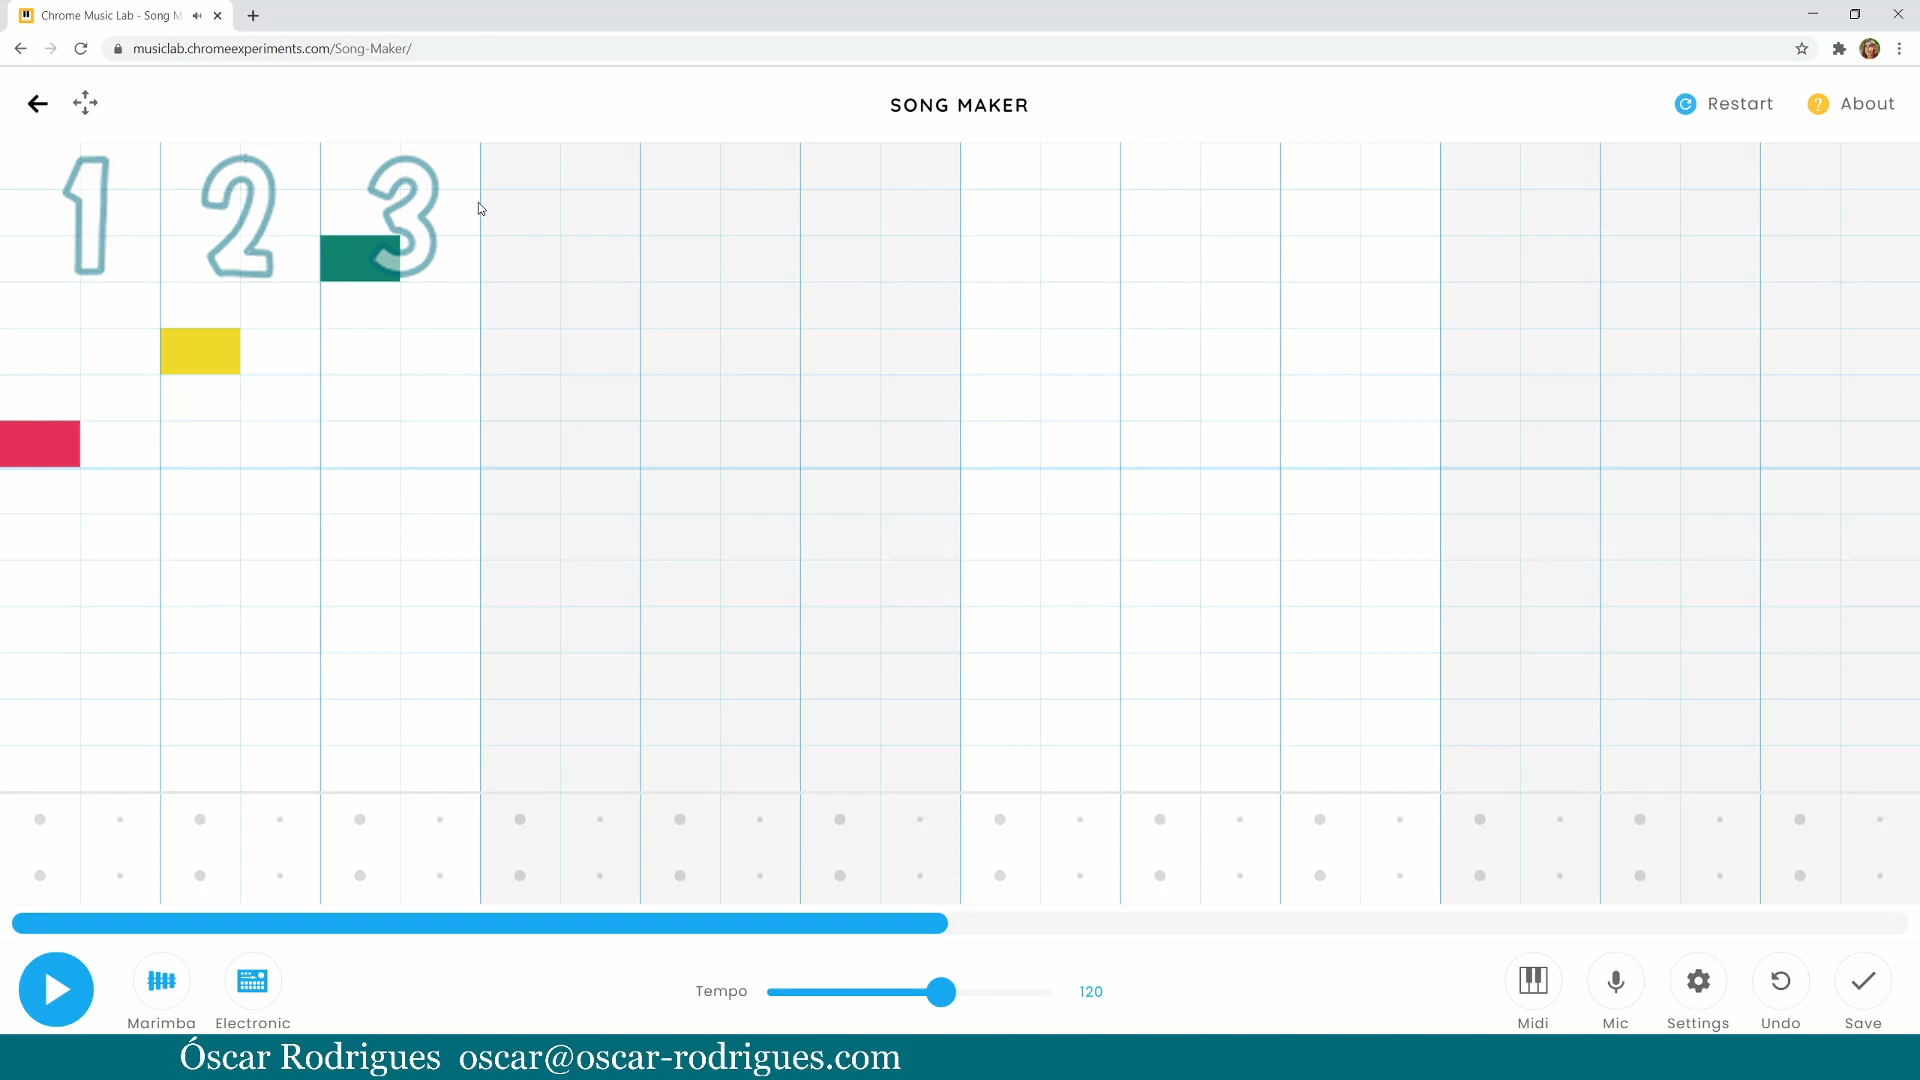 Chrome Music Lab - Song M
musiclab.chromeexperiments.com/Song-Maker/
SONG MAKER
Restart
? About
1 2 3
Tempo
120
Marimba
Electronic
Midi
Mic
Settings
Undo
Save
Óscar Rodrigues oscar@oscar-rodrigues.com